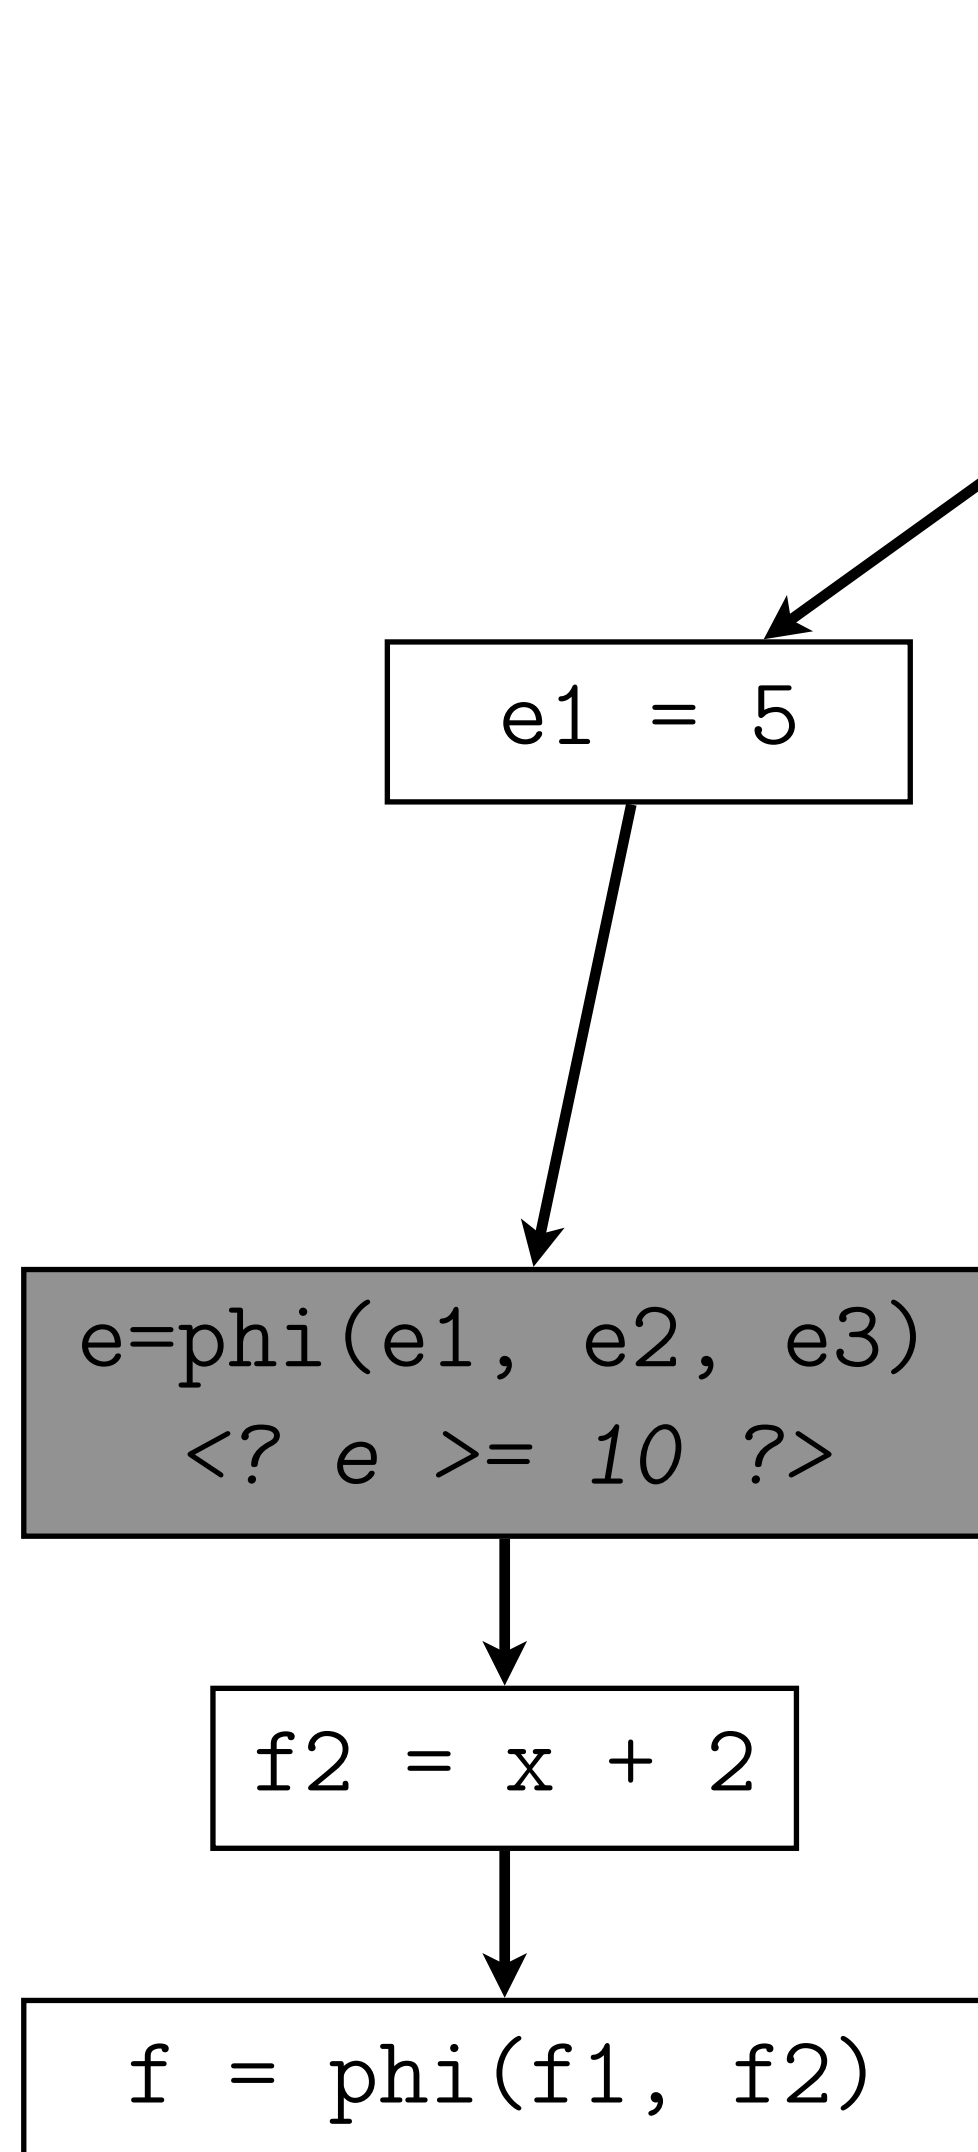 e1 = 5
e=phi(e1, e2, e3)
<? e >= 10 ?>
f2 = x + 2
f = phi(f1, f2)